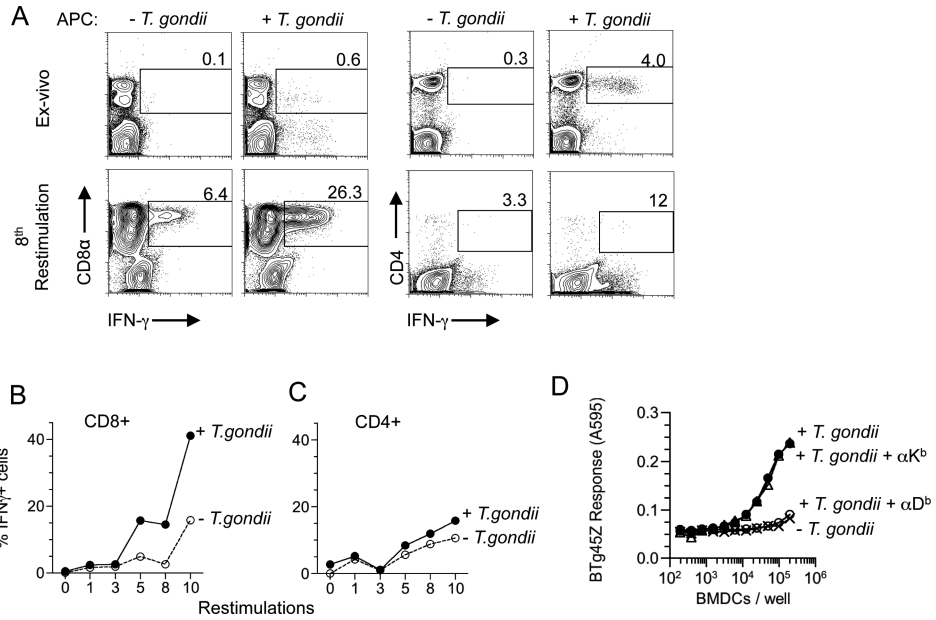 A
APC: - T. gondii + T. gondii - T. gondii + T. gondii
Ex-vivo
0.1 0.6 0.3 4.0
8th
Restimulation
6.4 26.3 3.3 12
CD8α
CD4
IFN-γ IFN-γ
B
CD8+
% IFNγ+ cells
40
20
0
+ T.gondii
- T.gondii
0 1 3 5 8 10
C
CD4+
40
20
0
+ T.gondii
- T.gondii
0 1 3 5 8 10
Restimulations
D
BTg45Z Response (A595)
0.3
0.2
0.1
0.0
+ T. gondii
+ T. gondii + αKᵇ
+ T. gondii + αDᵇ
- T. gondii
10² 10³ 10⁴ 10⁵ 10⁶
BMDCs / well